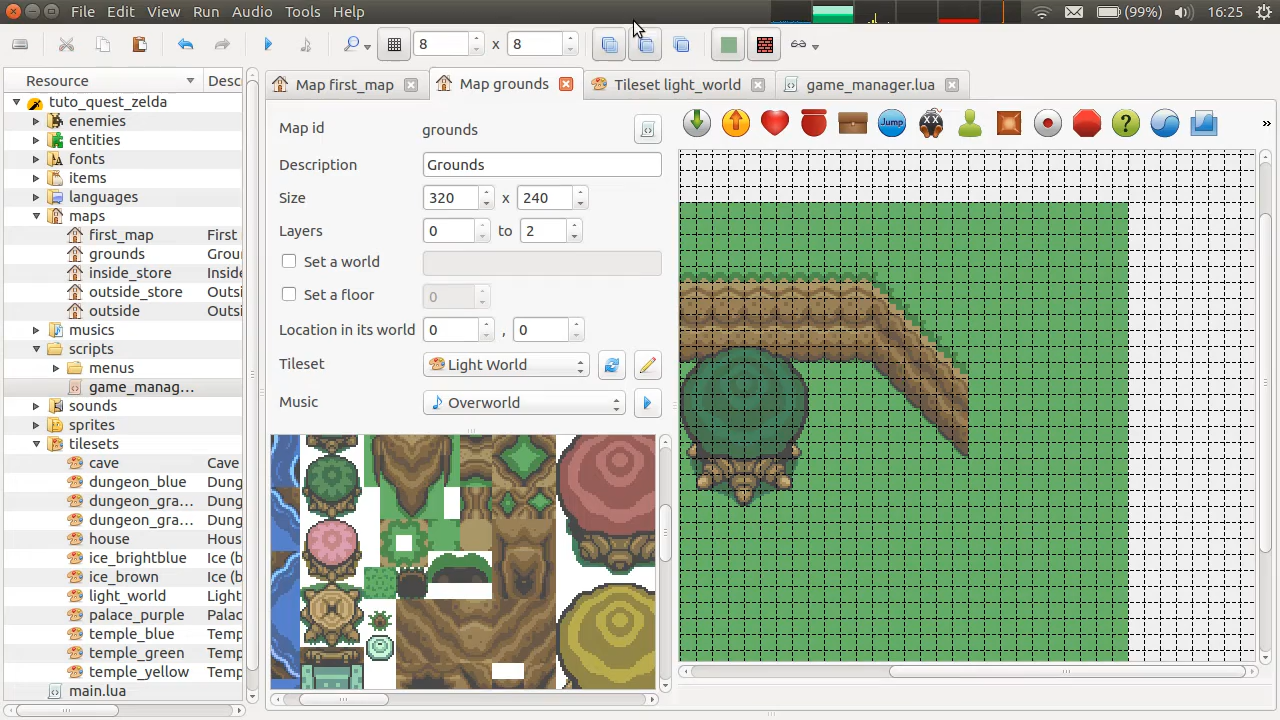 File Edit View Run Audio Tools Help (99%) 16:25
8 x 8
Resource Desc
Map first_map Map grounds Tileset light_world game_manager.lua
tuto_quest_zelda
enemies
entities
fonts
items
languages
maps
first_map First
grounds Grour
inside_store Inside
outside_store Outsi
outside Outsi
musics
scripts
menus
game_manag...
sounds
sprites
tilesets
cave Cave
dungeon_blue Dung
dungeon_gra... Dung
dungeon_gra... Dung
house Hous
ice_brightblue Ice (b
ice_brown Ice (b
light_world Light
palace_purple Palac
temple_blue Temp
temple_green Temp
temple_yellow Temp
main.lua
Map id grounds
Description Grounds
Size 320 x 240
Layers 0 to 2
Set a world
Set a floor 0
Location in its world 0 , 0
Tileset Light World
Music Overworld
Jump
»